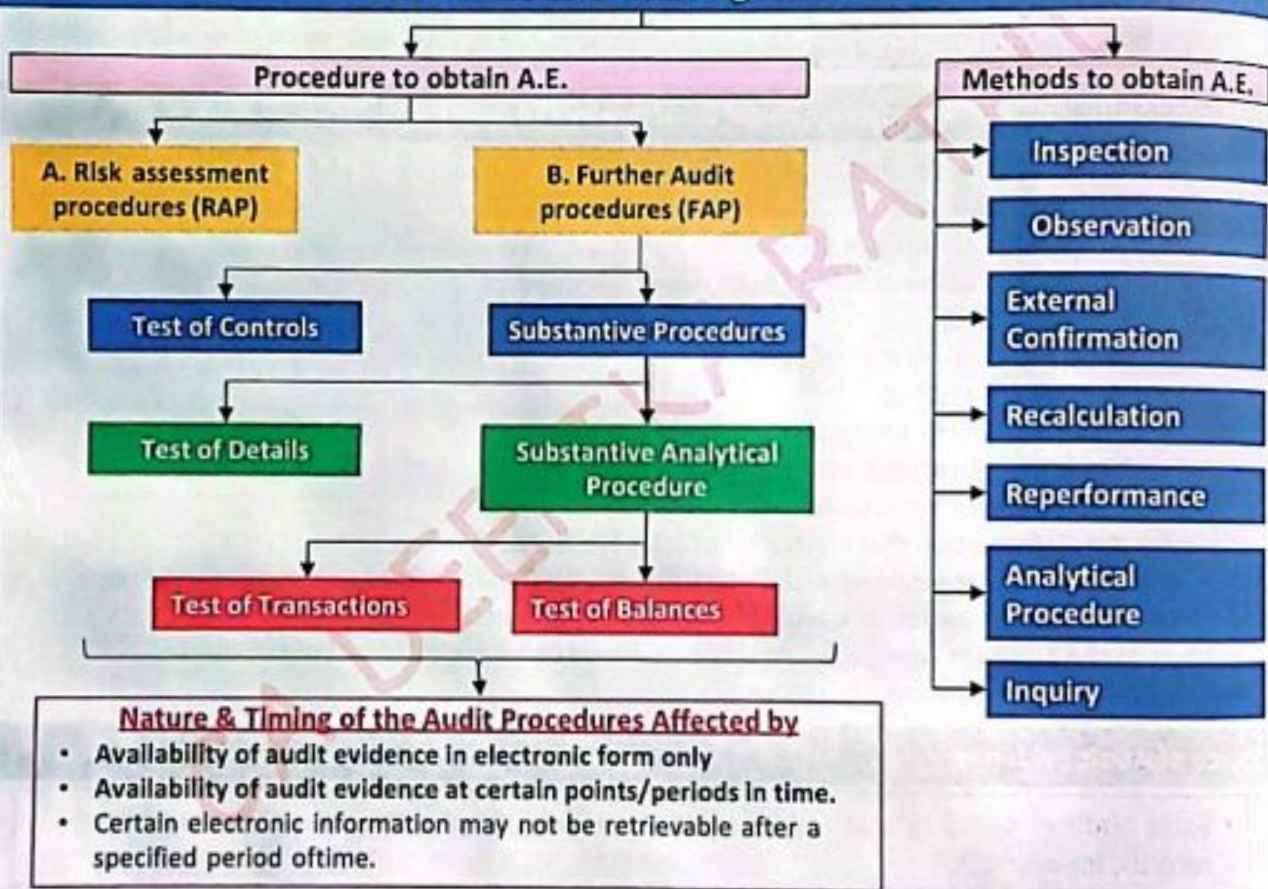 Procedure to obtain A.E.
Methods to obtain A.E.
A. Risk assessment
procedures (RAP)
B. Further Audit
procedures (FAP)
Test of Controls
Substantive Procedures
Test of Details
Substantive Analytical
Procedure
Test of Transactions
Test of Balances
Nature & Timing of the Audit Procedures Affected by
• Availability of audit evidence in electronic form only
• Availability of audit evidence at certain points/periods in time.
• Certain electronic information may not be retrievable after a
specified period oftime.
Inspection
Observation
External
Confirmation
Recalculation
Reperformance
Analytical
Procedure
Inquiry